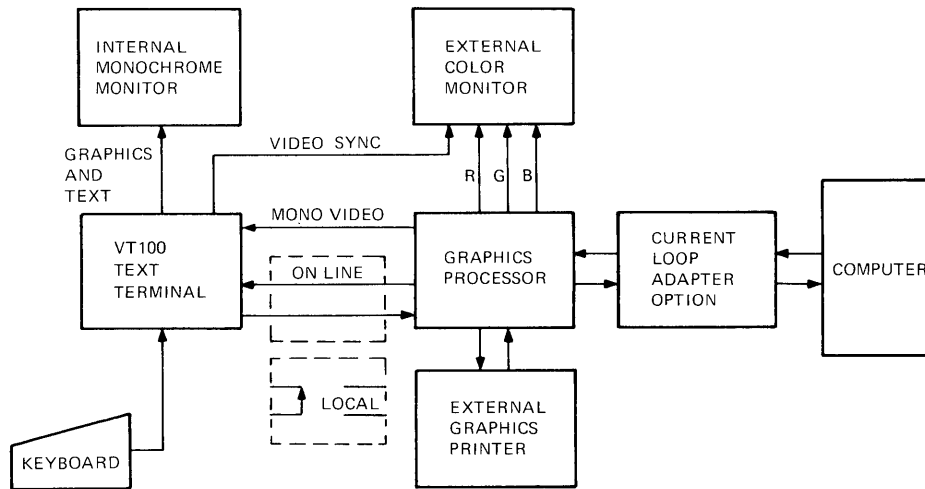 INTERNAL
MONOCHROME
MONITOR
EXTERNAL
COLOR
MONITOR
GRAPHICS
AND
TEXT
VIDEO SYNC
R G B
MONO VIDEO
VT100
TEXT
TERMINAL
ON LINE
GRAPHICS
PROCESSOR
CURRENT
LOOP
ADAPTER
OPTION
COMPUTER
LOCAL
EXTERNAL
GRAPHICS
PRINTER
KEYBOARD